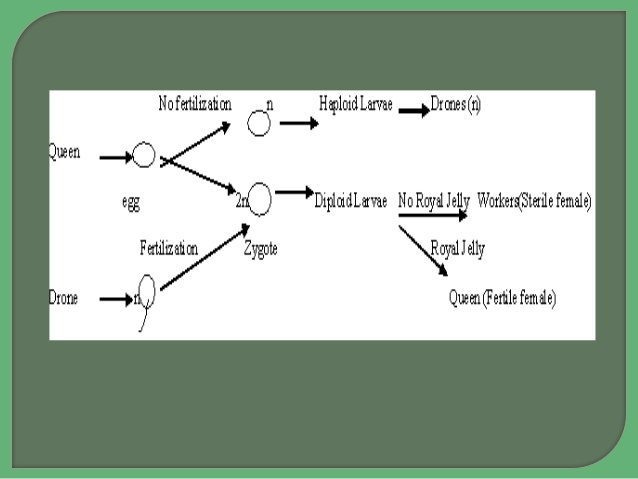 No fertilization n Haploid Larvae Drones (n)
Queen
egg 2n Diploid Larvae No Royal Jelly Workers(Sterile female)
Fertilization Zygote Royal Jelly
Drone n Queen (Fertile female)